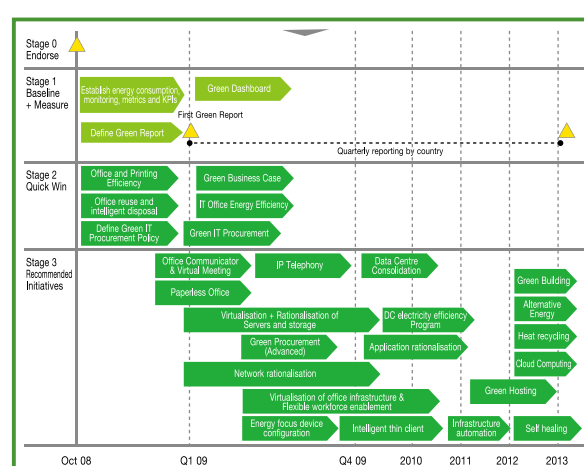 Stage 0
Endorse
Stage 1
Baseline
+ Measure
Establish energy consumption,
monitoring, metrics and KPIs
Green Dashboard
First Green Report
Define Green Report
Quarterly reporting by country
Stage 2
Quick Win
Office and Printing
Efficiency
Green Business Case
Office reuse and
intelligent disposal
IT Office Energy Efficiency
Define Green IT
Procurement Policy
Green IT Procurement
Stage 3
Recommended
Initiatives
Office Communicator
& Virtual Meeting
IP Telephony
Data Centre
Consolidation
Green Building
Paperless Office
Alternative
Energy
Virtualisation + Rationalisation of
Servers and storage
DC electricity efficiency
Program
Heat recycling
Green Procurement
(Advanced)
Application rationalisation
Cloud Computing
Network rationalisation
Green Hosting
Virtualisation of office infrastructure &
Flexible workforce enablement
Energy focus device
configuration
Intelligent thin client
Infrastructure
automation
Self healing
Oct 08
Q1 09
Q4 09
2010
2011
2012
2013